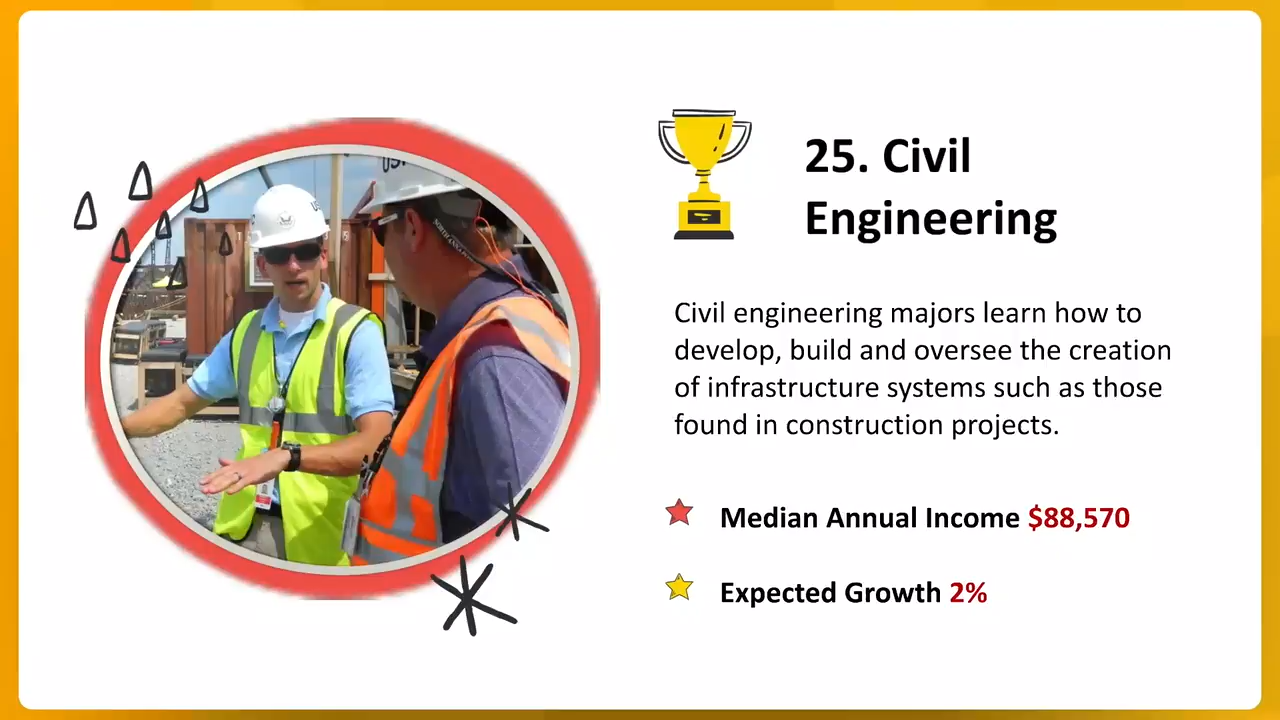 25. Civil
Engineering
Civil engineering majors learn how to
develop, build and oversee the creation
of infrastructure systems such as those
found in construction projects.
Median Annual Income $88,570
Expected Growth 2%